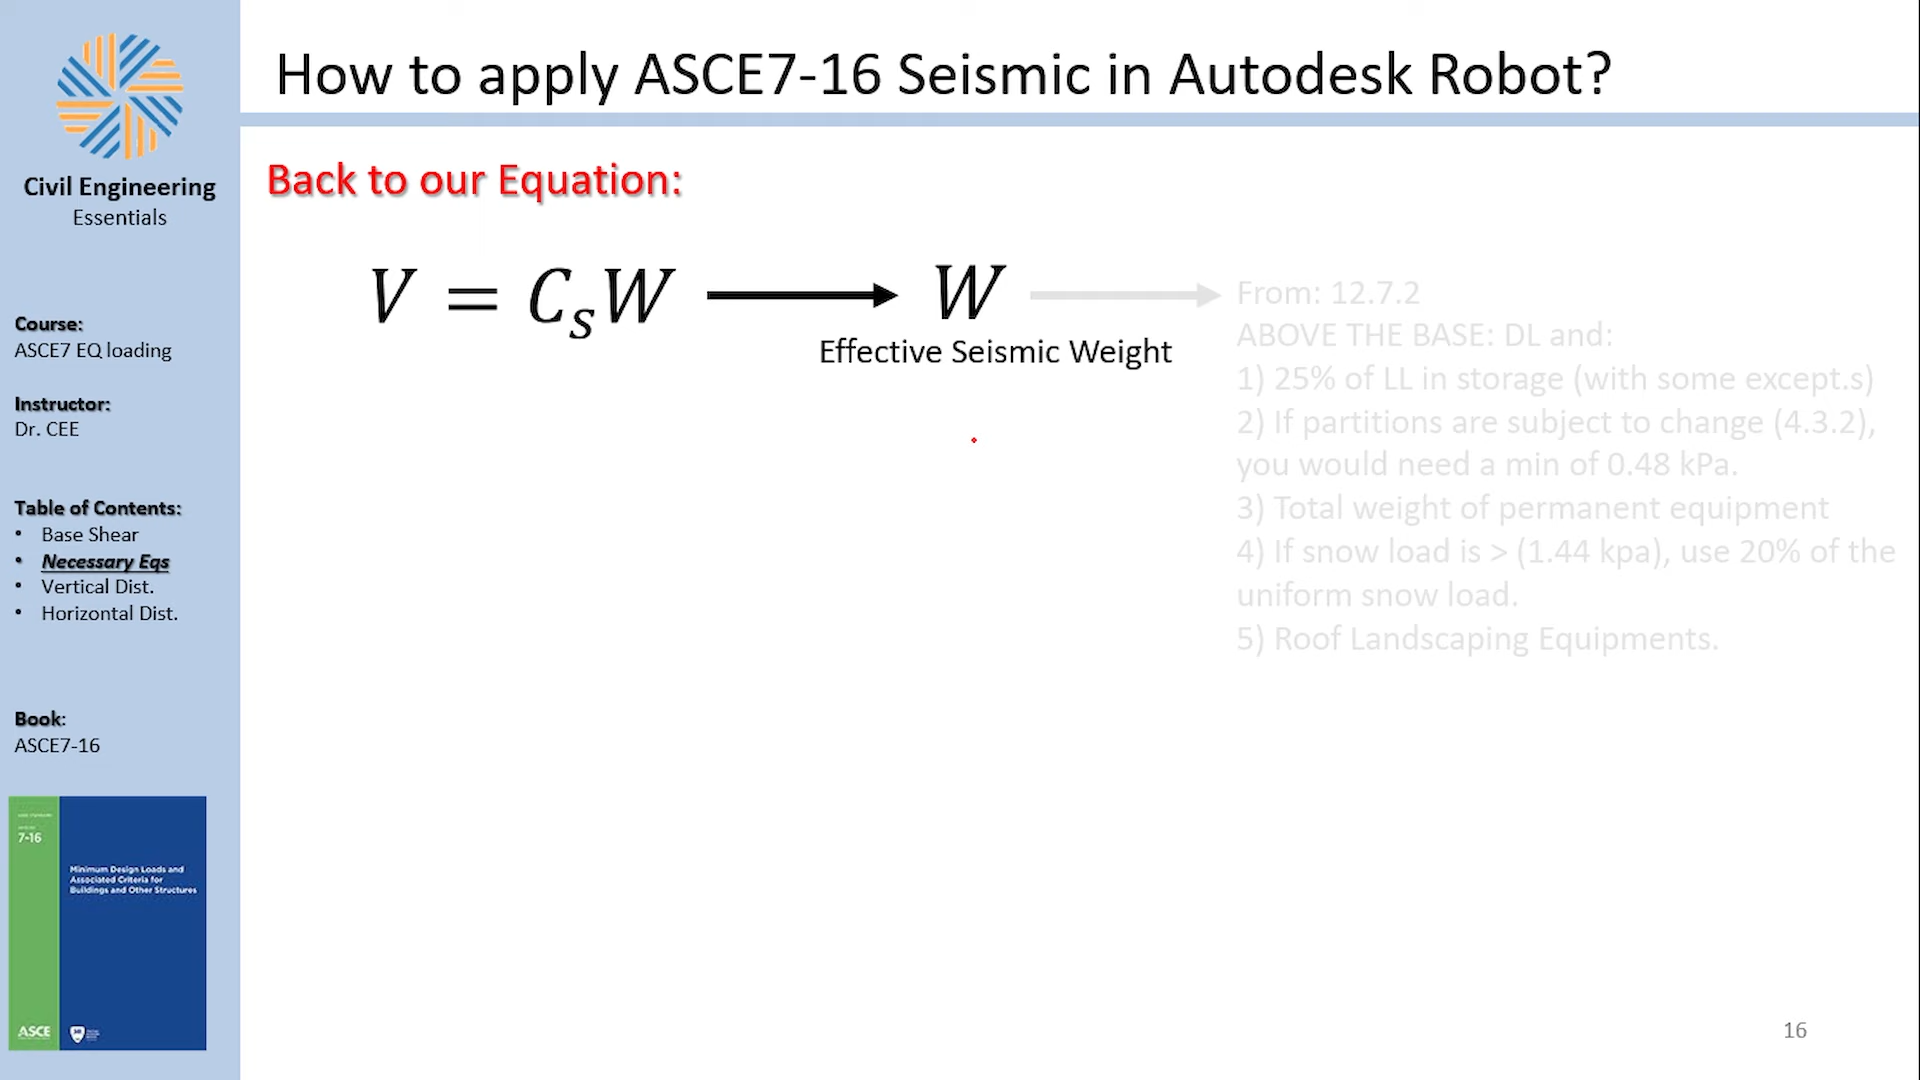 How to apply ASCE7-16 Seismic in Autodesk Robot?
Civil Engineering
Essentials
Course:
ASCE7 EQ loading
Instructor:
Dr. CEE
Table of Contents:
• Base Shear
• Necessary Eqs
• Vertical Dist.
• Horizontal Dist.
Book:
ASCE7-16
7-16
Minimum Design Loads and
Associated Criteria for
Buildings and Other Structures
ASCE
Back to our Equation:
V = CₛW
W
Effective Seismic Weight
From: 12.7.2
ABOVE THE BASE: DL and:
1) 25% of LL in storage (with some except.s)
2) If partitions are subject to change (4.3.2),
you would need a min of 0.48 kPa.
3) Total weight of permanent equipment
4) If snow load is > (1.44 kpa), use 20% of the
uniform snow load.
5) Roof Landscaping Equipments.
16